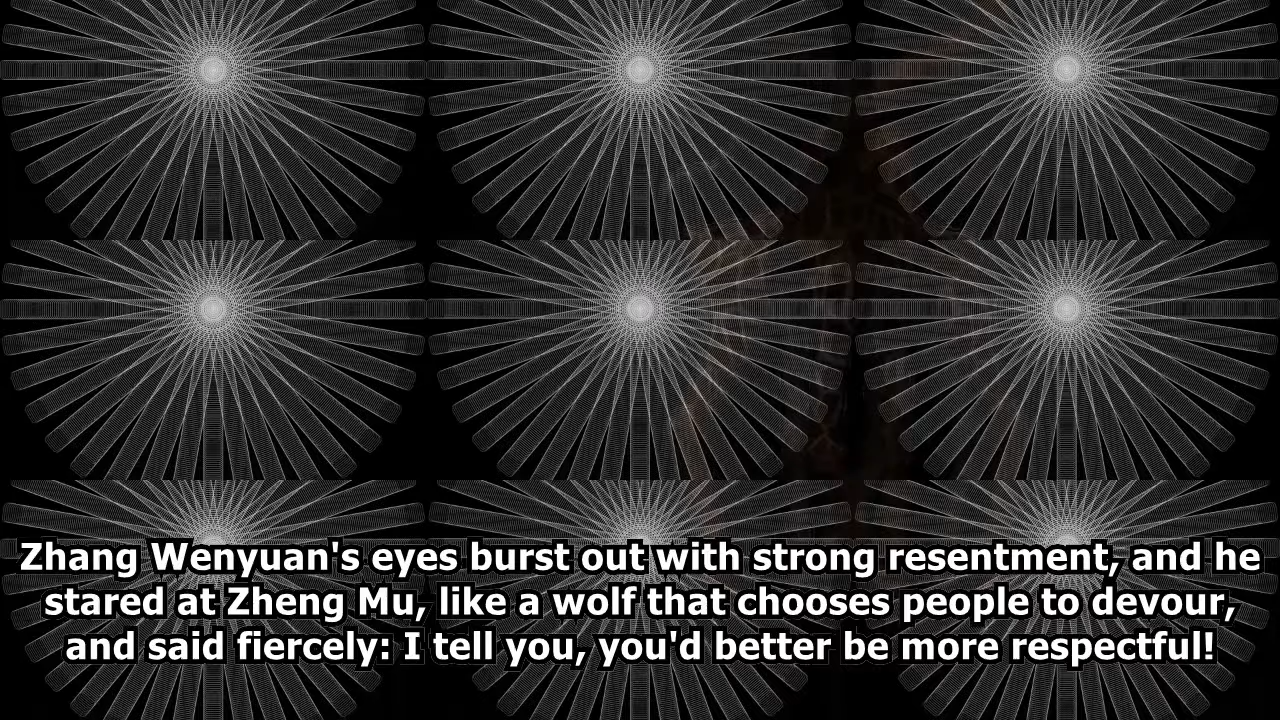 Zhang Wenyuan's eyes burst out with strong resentment, and he
stared at Zheng Mu, like a wolf that chooses people to devour,
and said fiercely: I tell you, you'd better be more respectful!